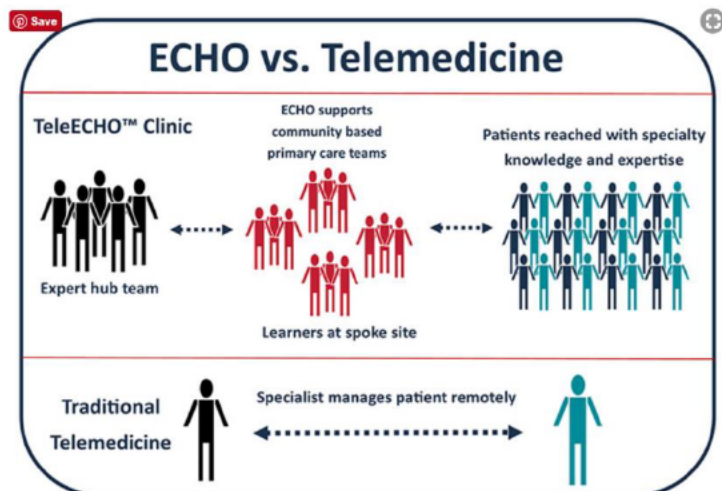 Save
ECHO vs. Telemedicine
TeleECHO™ Clinic
ECHO supports
community based
primary care teams
Patients reached with specialty
knowledge and expertise
Expert hub team
Learners at spoke site
Traditional
Telemedicine
Specialist manages patient remotely